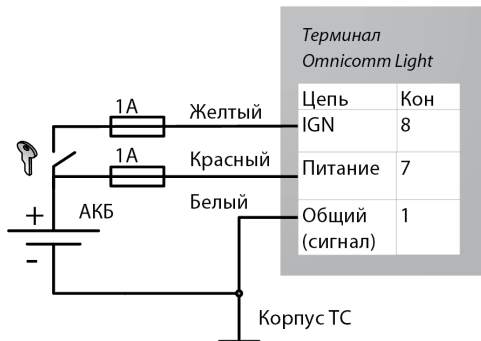 Терминал
Omnicomm Light
Цепь Кон
1А Желтый IGN 8
1А Красный Питание 7
Белый
+ АКБ Общий 1
(сигнал)
-
Корпус ТС